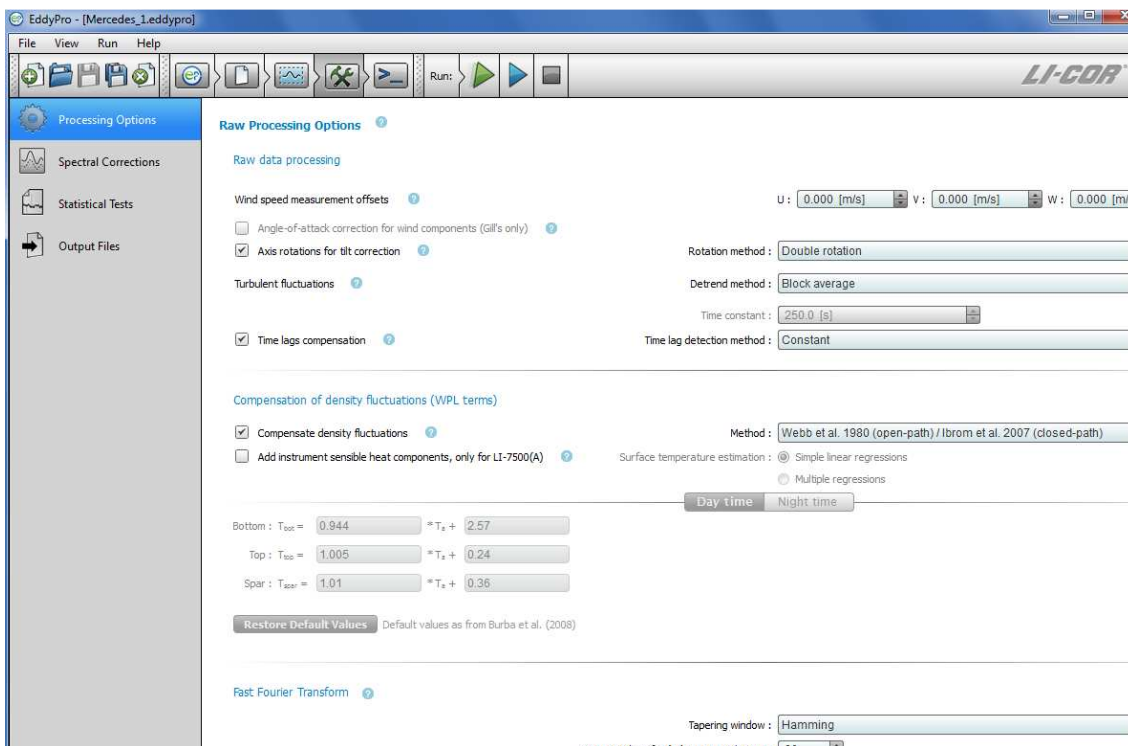 EddyPro - [Mercedes_1.eddypro]
File View Run Help
Run:
LI-COR
Processing Options
Spectral Corrections
Statistical Tests
Output Files
Raw Processing Options ?
Raw data processing
Wind speed measurement offsets ? U : 0.000 [m/s] V : 0.000 [m/s] W : 0.000 [m/
Angle-of-attack correction for wind components (Gill's only) ?
Axis rotations for tilt correction ? Rotation method : Double rotation
Turbulent fluctuations ? Detrend method : Block average
Time constant : 250.0 [s]
Time lags compensation ? Time lag detection method : Constant
Compensation of density fluctuations (WPL terms)
Compensate density fluctuations ? Method : Webb et al. 1980 (open-path) / Ibrom et al. 2007 (closed-path)
Add instrument sensible heat components, only for LI-7500(A) ? Surface temperature estimation : Simple linear regressions
Multiple regressions
Day time Night time
Bottom : Tbot = 0.944 * Ta + 2.57
Top : Ttop = 1.005 * Ta + 0.24
Spar : Tspar = 1.01 * Ta + 0.36
Restore Default Values Default values as from Burba et al. (2008)
Fast Fourier Transform ?
Tapering window : Hamming